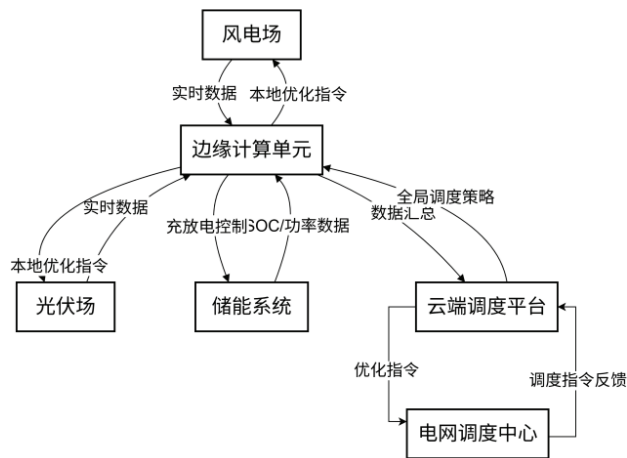 风电场
实时数据
本地优化指令
边缘计算单元
全局调度策略
实时数据
数据汇总
充放电控制
SOC/功率数据
本地优化指令
光伏场
储能系统
云端调度平台
优化指令
调度指令反馈
电网调度中心